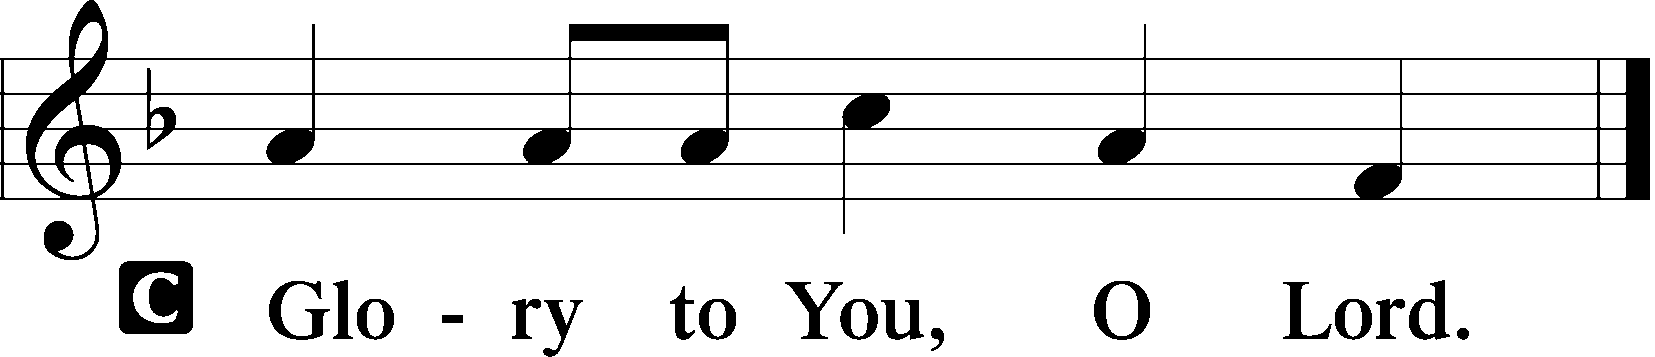 C Glo - ry to You, O Lord.